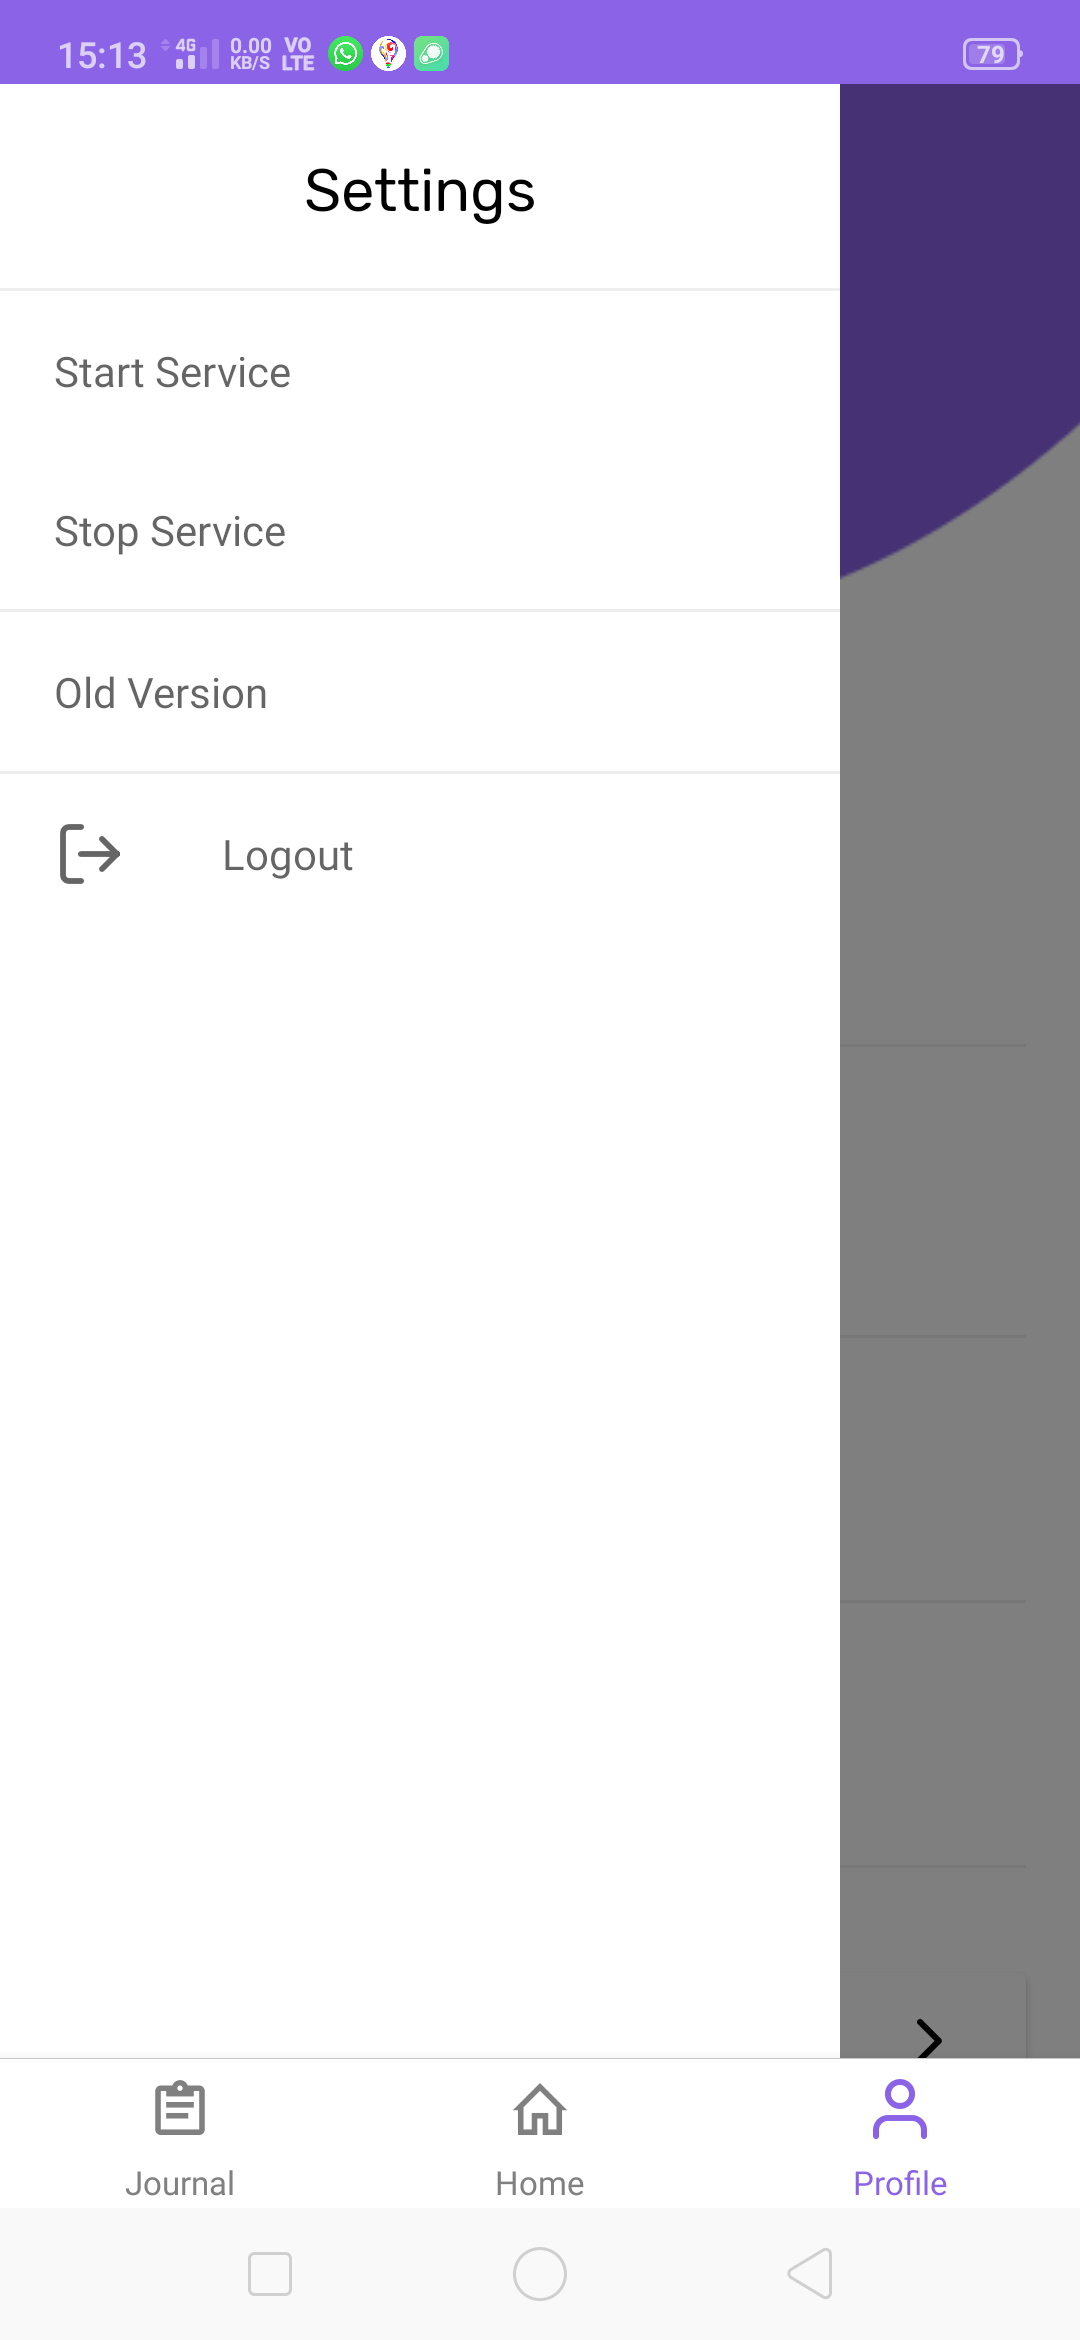 15:13 4G 0.00 KB/S VO LTE 79
Settings
Start Service
Stop Service
Old Version
Logout
Journal Home Profile